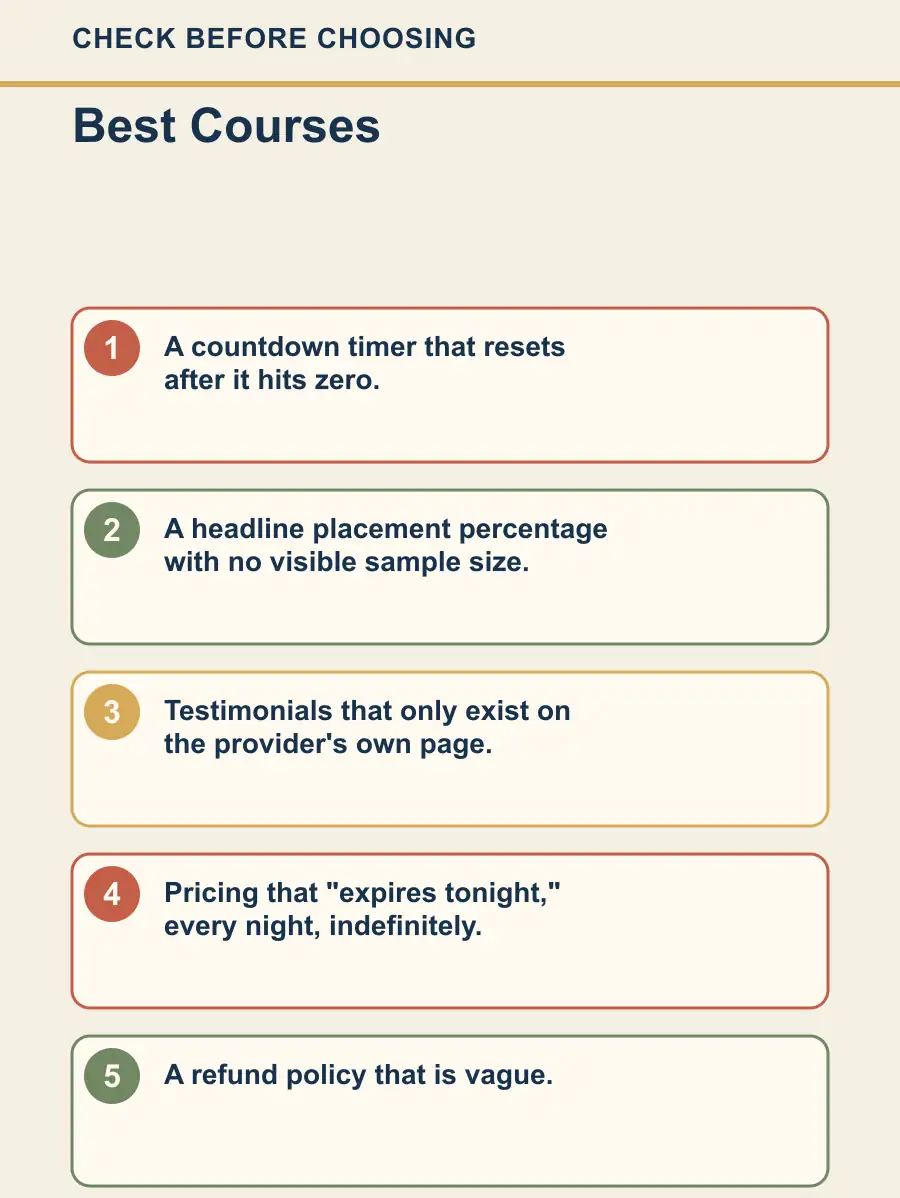 CHECK BEFORE CHOOSING
Best Courses
1
A countdown timer that resets
after it hits zero.
2
A headline placement percentage
with no visible sample size.
3
Testimonials that only exist on
the provider's own page.
4
Pricing that "expires tonight,"
every night, indefinitely.
5
A refund policy that is vague.